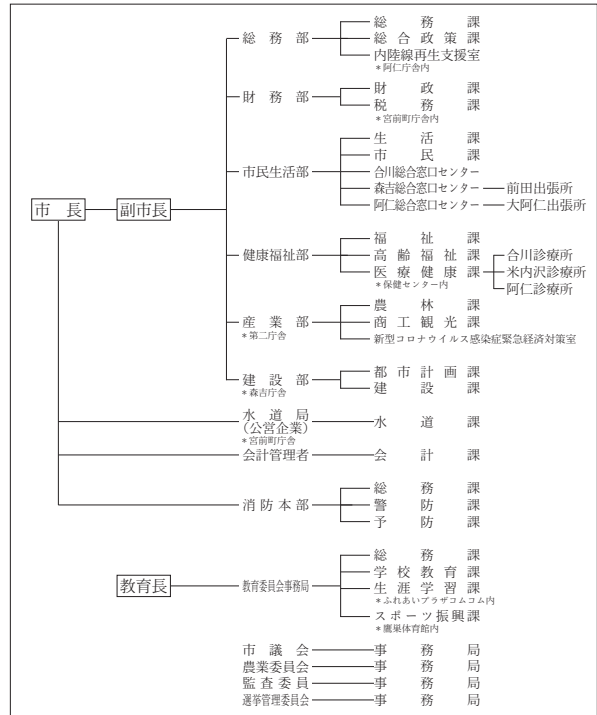 総務部
総務課
総合政策課
内陸線再生支援室
＊阿仁庁舎内
財務部
財政課
税務課
＊宮前町庁舎内
市民生活部
生活課
市民課
合川総合窓口センター
森吉総合窓口センター 前田出張所
阿仁総合窓口センター 大阿仁出張所
市長 副市長
健康福祉部
福祉課
高齢福祉課 合川診療所
医療健康課 米内沢診療所
＊保健センター内
阿仁診療所
産業部
＊第二庁舎
農林課
商工観光課
新型コロナウイルス感染症緊急経済対策室
建設部
＊森吉庁舎
都市計画課
建設課
水道局 水道課
(公営企業)
＊宮前町庁舎
会計管理者 会計課
消防本部
総務課
警防課
予防課
教育長 教育委員会事務局
総務課
学校教育課
生涯学習課
＊ふれあいプラザコムコム内
スポーツ振興課
＊鷹巣体育館内
市議会 事務局
農業委員会 事務局
監査委員 事務局
選挙管理委員会 事務局